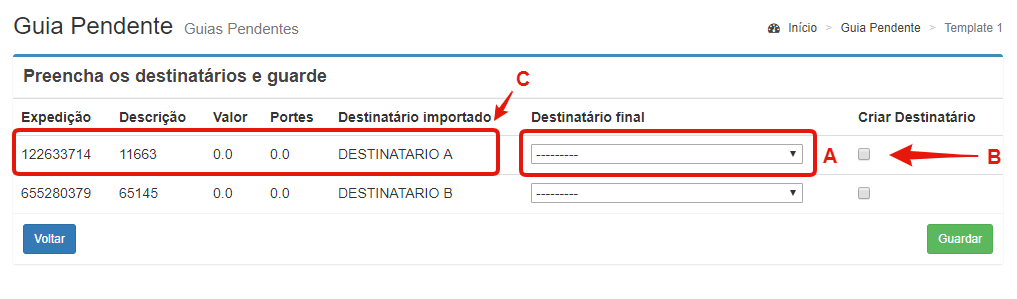 Guia Pendente Guias Pendentes
Início > Guia Pendente > Template 1
Preencha os destinatários e guarde
C
Expedição Descrição Valor Portes Destinatário importado Destinatário final Criar Destinatário
122633714 11663 0.0 0.0 DESTINATARIO A --------- A B
655280379 65145 0.0 0.0 DESTINATARIO B ---------
Voltar Guardar